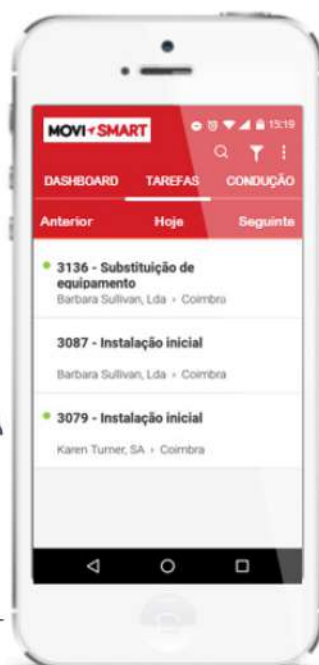 MOVI SMART
15:19
DASHBOARD TAREFAS CONDUÇÃO
Anterior Hoje Seguinte
3136 - Substituição de
equipamento
Barbara Sullivan, Lda › Coimbra
3087 - Instalação inicial
Barbara Sullivan, Lda › Coimbra
3079 - Instalação inicial
Karen Turner, SA › Coimbra